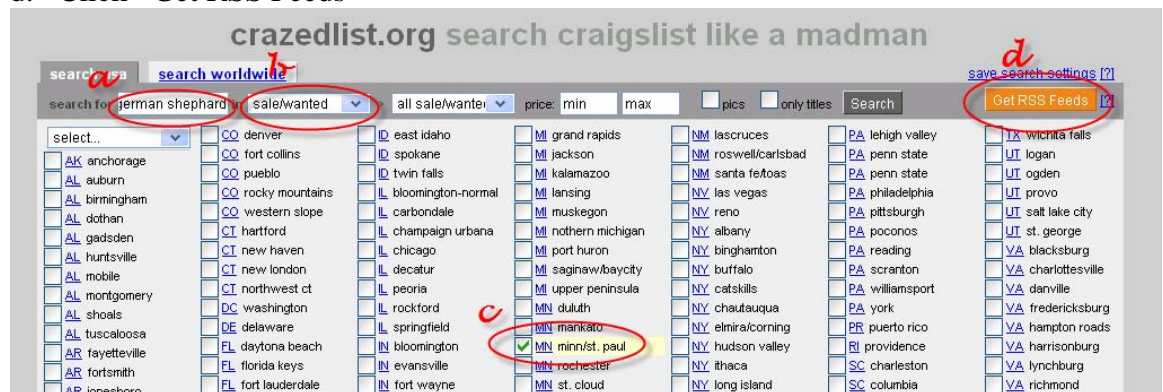 d. Click "Get RSS Feeds"
crazedlist.org search craigslist like a madman
a
b
d
search usa
search worldwide
save search settings [?]
search for german shephard in sale/wanted > all sale/wanted price: min max pics only titles Search Get RSS Feeds [?]
select...
AK anchorage
AL auburn
AL birmingham
AL dothan
AL gadsden
AL huntsville
AL mobile
AL montgomery
AL shoals
AL tuscaloosa
AR fayetteville
AR fortsmith
AR jonesboro
CO denver
CO fort collins
CO pueblo
CO rocky mountains
CO western slope
CT hartford
CT new haven
CT new london
CT northwest ct
DC washington
DE delaware
FL daytona beach
FL florida keys
FL fort lauderdale
ID east idaho
ID spokane
ID twin falls
IL bloomington-normal
IL carbondale
IL champaign urbana
IL chicago
IL decatur
IL peoria
IL rockford
IL springfield
IN bloomington
IN evansville
IN fort wayne
c
MI grand rapids
MI jackson
MI kalamazoo
MI lansing
MI muskegon
MI nothern michigan
MI port huron
MI saginaw/baycity
MI upper peninsula
MN duluth
MN mankato
MN minn/st. paul
MN rochester
MN st. cloud
NM lascruces
NM roswell/carlsbad
NM santa fe/toas
NV las vegas
NV reno
NY albany
NY binghamton
NY buffalo
NY catskills
NY chautauqua
NY elmira/corning
NY hudson valley
NY ithaca
NY long island
PA lehigh valley
PA penn state
PA penn state
PA philadelphia
PA pittsburgh
PA poconos
PA reading
PA scranton
PA williamsport
PA york
PR puerto rico
RI providence
SC charleston
SC columbia
TX wichita falls
UT logan
UT ogden
UT provo
UT salt lake city
UT st. george
VA blacksburg
VA charlottesville
VA danville
VA fredericksburg
VA hampton roads
VA harrisonburg
VA lynchburg
VA richmond